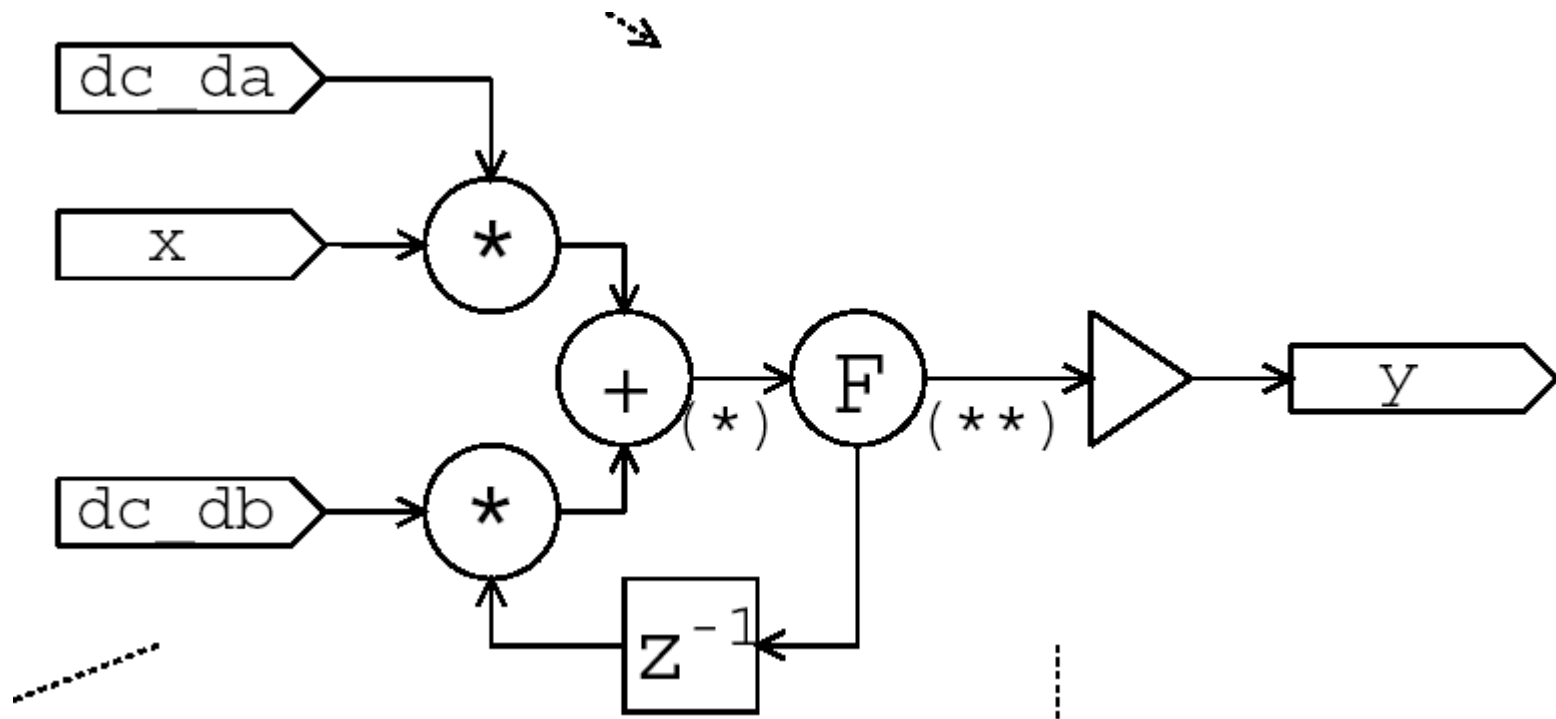 dc_da
x
*
+
(*)
F
(**)
y
dc_db
*
z-1